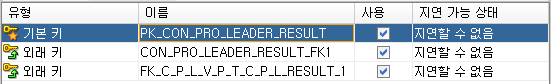 유형 이름 사용 지연 가능 상태
기본 키 PK_CON_PRO_LEADER_RESULT 지연할 수 없음
외래 키 CON_PRO_LEADER_RESULT_FK1 지연할 수 없음
외래 키 FK_C_P_L_V_P_T_C_P_L_RESULT_1 지연할 수 없음